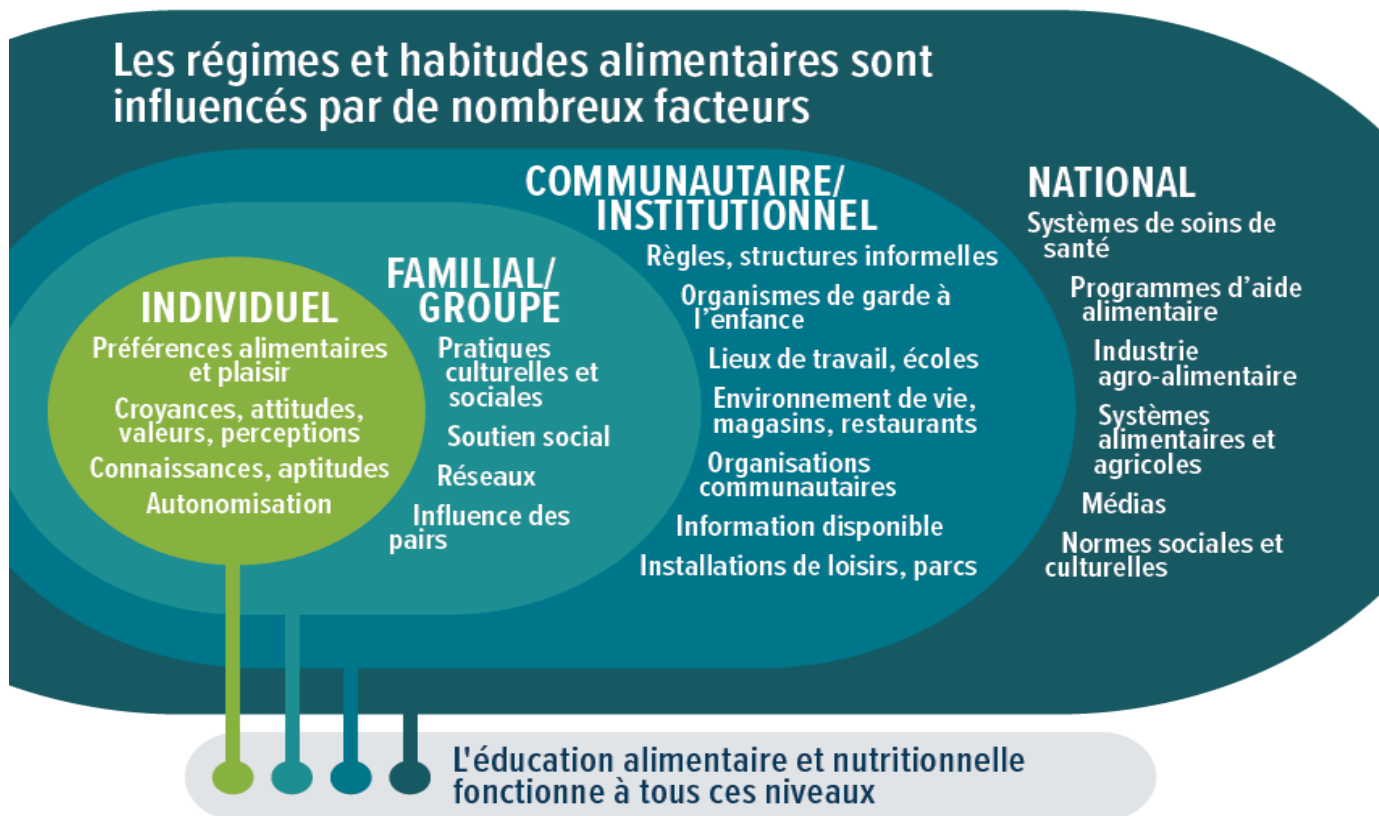 Les régimes et habitudes alimentaires sont
influencés par de nombreux facteurs
INDIVIDUEL
Préférences alimentaires
et plaisir
Croyances, attitudes,
valeurs, perceptions
Connaissances, aptitudes
Autonomisation
FAMILIAL/
GROUPE
Pratiques
culturelles et
sociales
Soutien social
Réseaux
Influence des
pairs
COMMUNAUTAIRE/
INSTITUTIONNEL
Règles, structures informelles
Organismes de garde à
l'enfance
Lieux de travail, écoles
Environnement de vie,
magasins, restaurants
Organisations
communautaires
Information disponible
Installations de loisirs, parcs
NATIONAL
Systèmes de soins de
santé
Programmes d'aide
alimentaire
Industrie
agro-alimentaire
Systèmes
alimentaires et
agricoles
Médias
Normes sociales et
culturelles
L'éducation alimentaire et nutritionnelle
fonctionne à tous ces niveaux